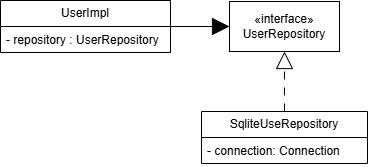 UserImpl
- repository : UserRepository
«interface»
UserRepository
SqliteUseRepository
- connection: Connection